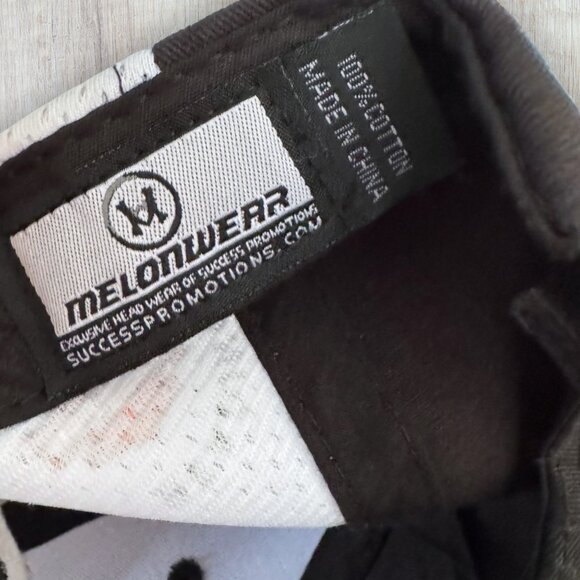 M
MELONWEAR
EXCLUSIVE HEAD WEAR OF SUCCESS PROMOTIONS
SUCCESSPROMOTIONS.COM
100% COTTON
MADE IN CHINA